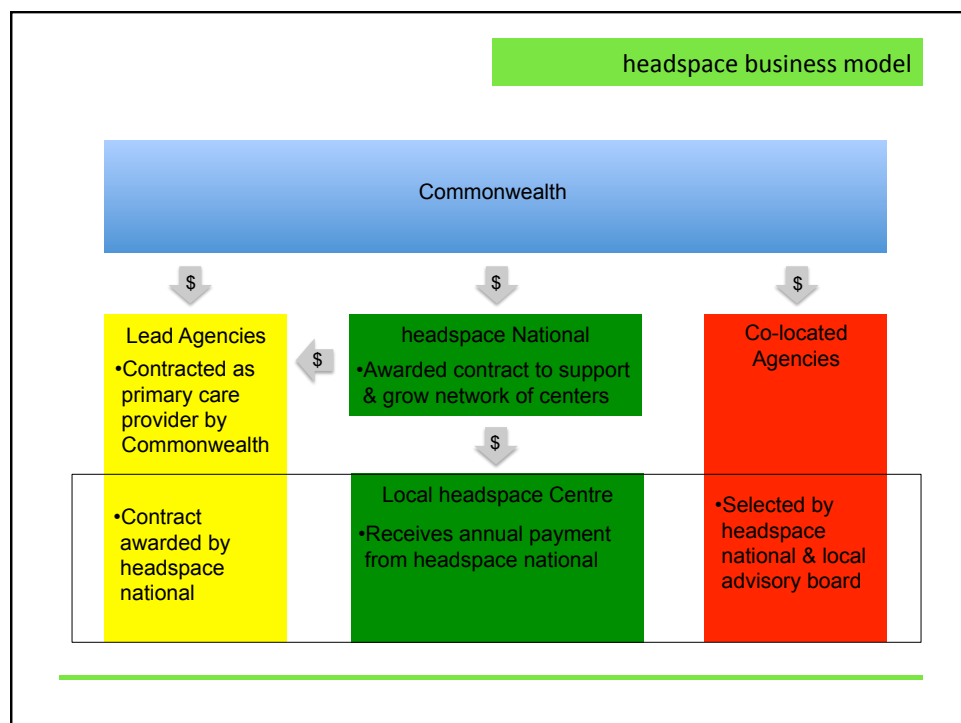 headspace business model
Commonwealth
$
$
$
Lead Agencies
•Contracted as
primary care
provider by
Commonwealth
$
headspace National
•Awarded contract to support
& grow network of centers
Co-located
Agencies
$
•Contract
awarded by
headspace
national
Local headspace Centre
•Receives annual payment
from headspace national
•Selected by
headspace
national & local
advisory board